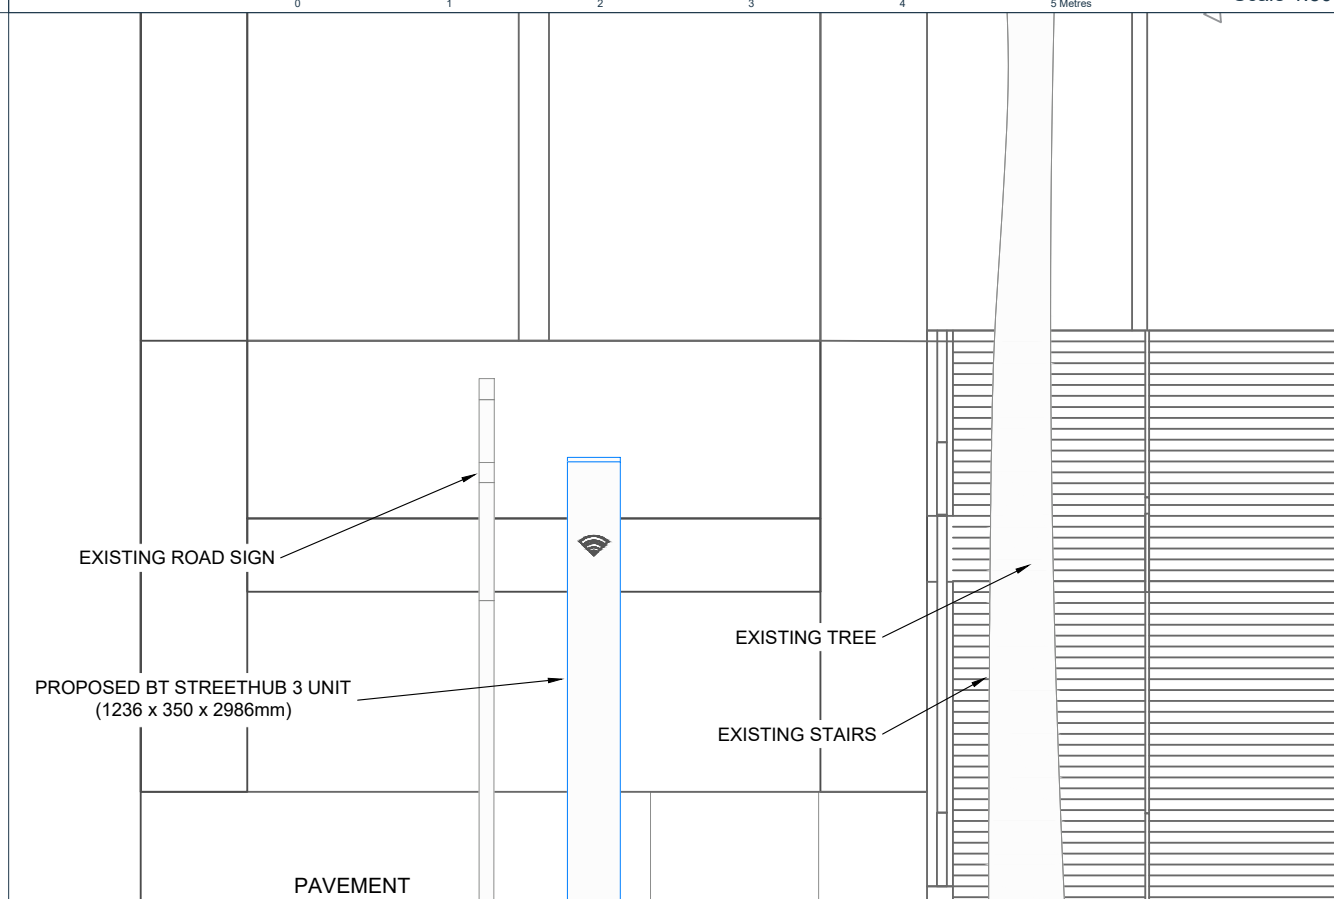 0 1 2 3 4 5 Metres
EXISTING ROAD SIGN
EXISTING TREE
PROPOSED BT STREETHUB 3 UNIT
(1236 x 350 x 2986mm)
EXISTING STAIRS
PAVEMENT